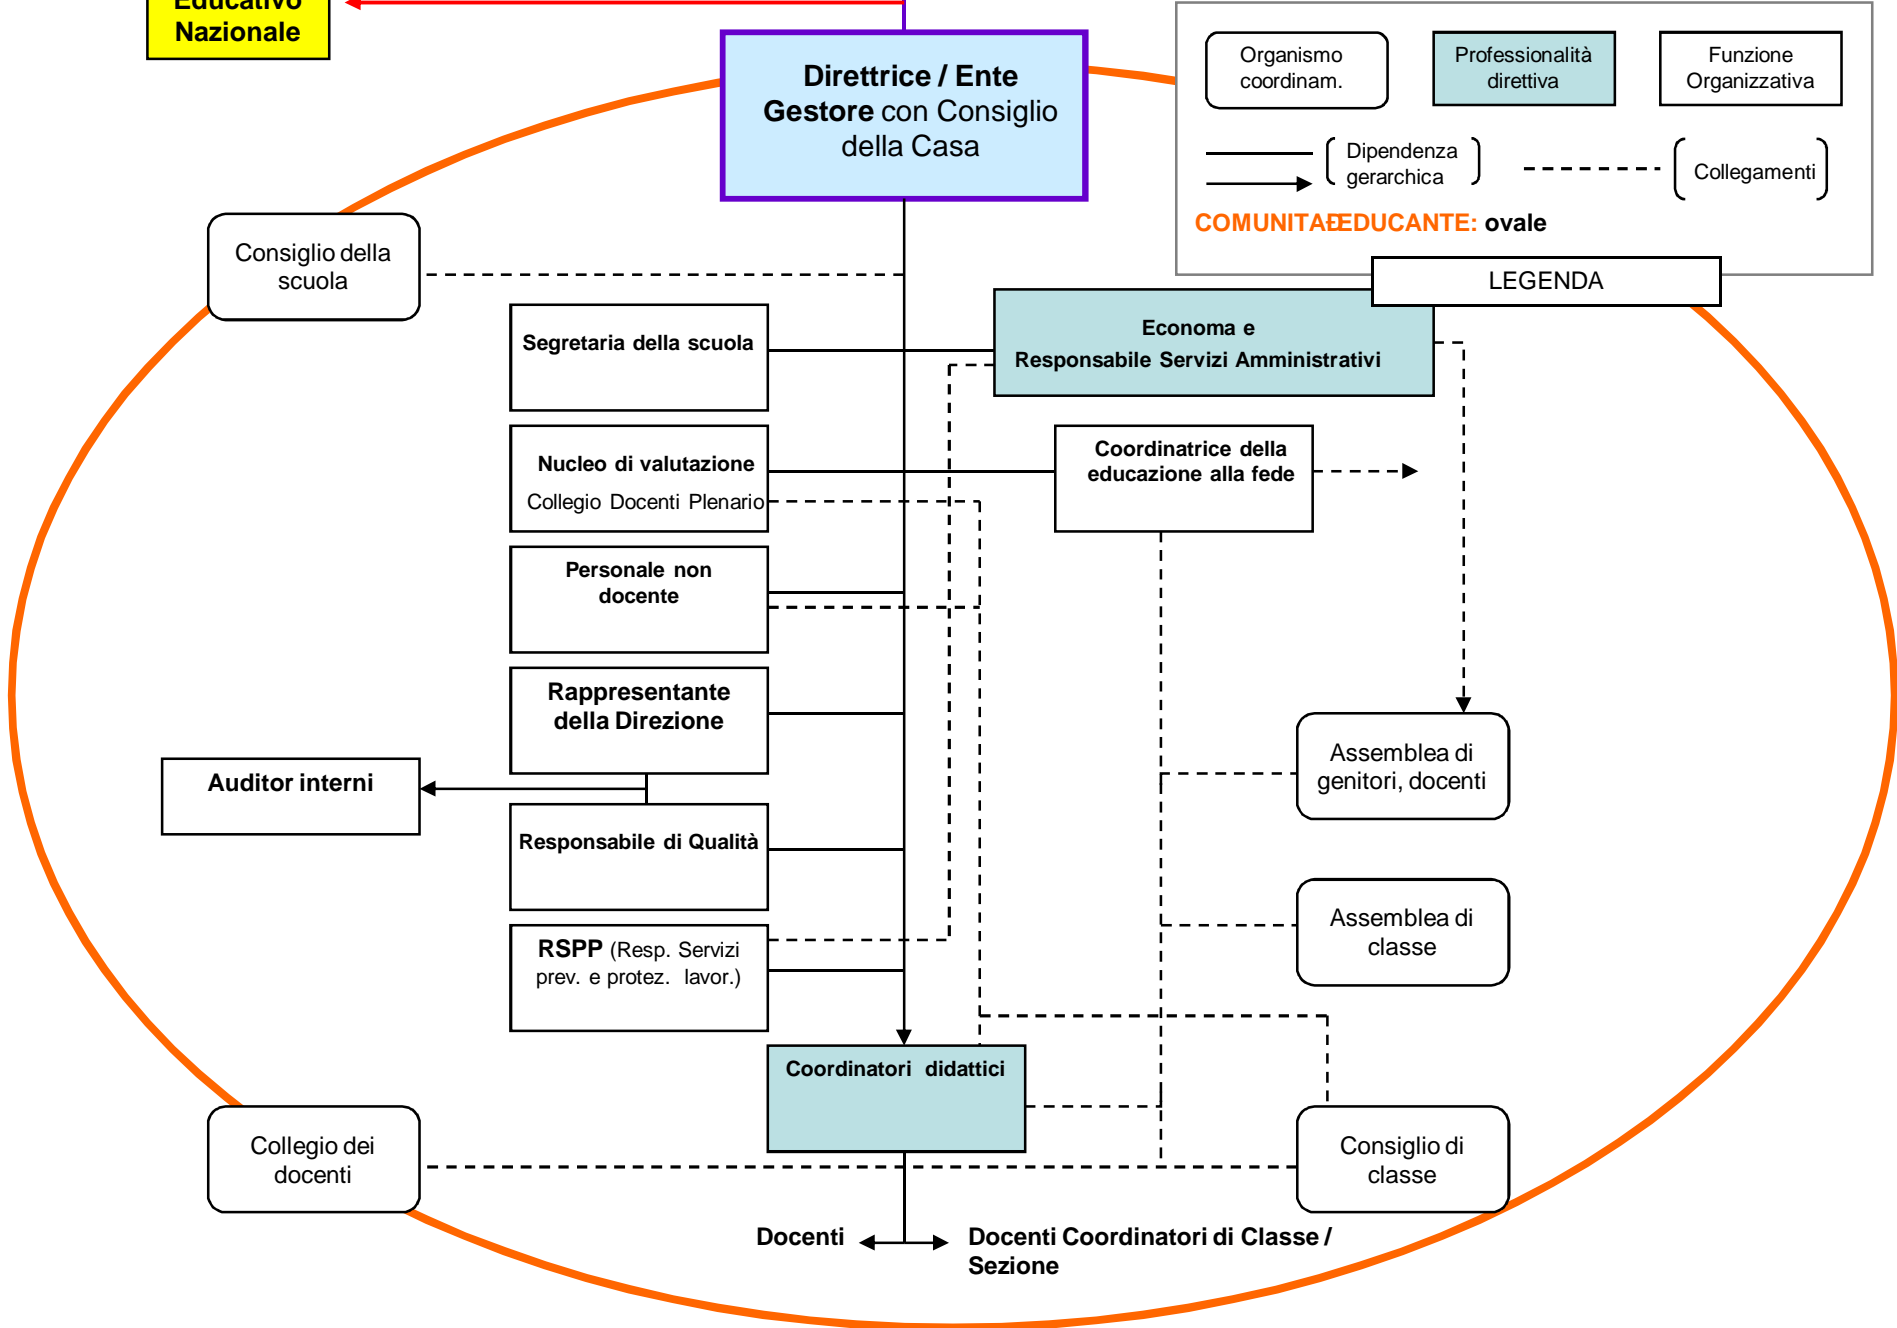 Educativo
Nazionale
Direttrice / Ente
Gestore con Consiglio
della Casa
Organismo
coordinam.
Professionalità
direttiva
Funzione
Organizzativa
Dipendenza
gerarchica
Collegamenti
COMUNITAÐEDUCANTE: ovale
LEGENDA
Consiglio della
scuola
Segretaria della scuola
Economa e
Responsabile Servizi Amministrativi
Nucleo di valutazione
Collegio Docenti Plenario
Coordinatrice della
educazione alla fede
Personale non
docente
Rappresentante
della Direzione
Auditor interni
Assemblea di
genitori, docenti
Responsabile di Qualità
Assemblea di
classe
RSPP (Resp. Servizi
prev. e protez. lavor.)
Coordinatori didattici
Collegio dei
docenti
Consiglio di
classe
Docenti
Docenti Coordinatori di Classe /
Sezione